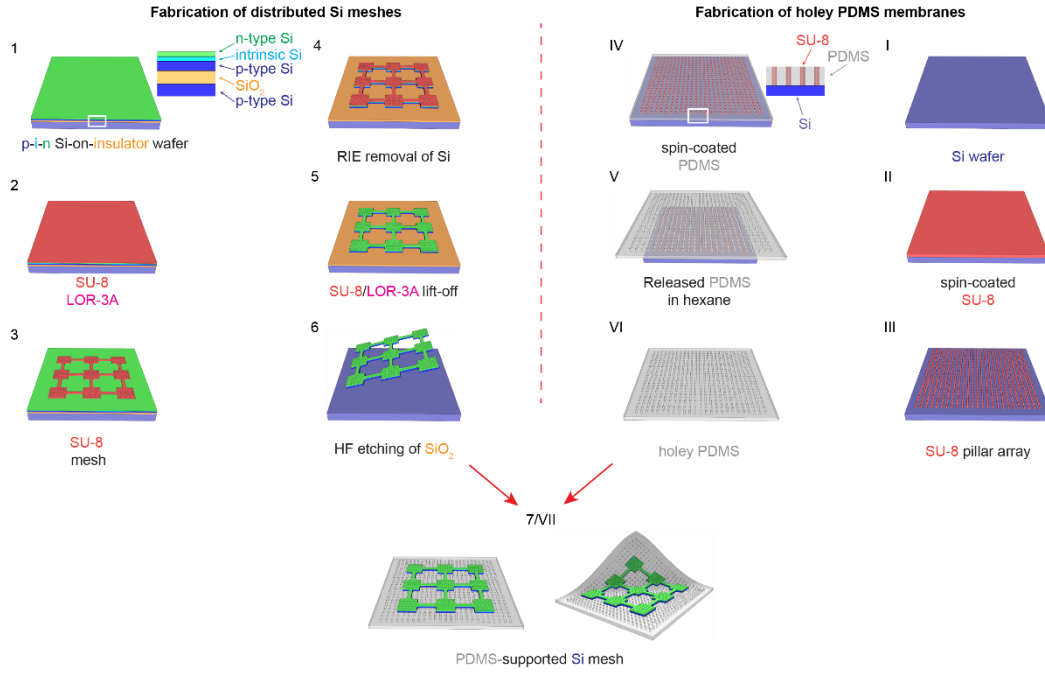 Fabrication of distributed Si meshes
1
n-type Si
intrinsic Si
p-type Si
SiO₂
p-type Si
p-i-n Si-on-insulator wafer
2
SU-8
LOR-3A
3
SU-8
mesh
4
RIE removal of Si
5
SU-8/LOR-3A lift-off
6
HF etching of SiO₂
Fabrication of holey PDMS membranes
IV
SU-8
PDMS
Si
spin-coated
PDMS
V
Released PDMS
in hexane
VI
holey PDMS
I
Si wafer
II
spin-coated
SU-8
III
SU-8 pillar array
7/VII
PDMS-supported Si mesh